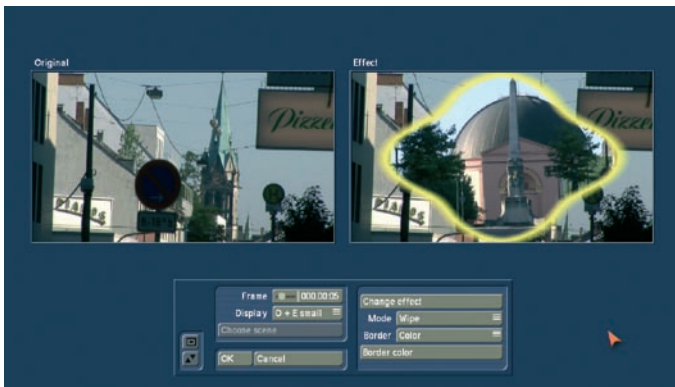 Original
Effect
Pizze
Pizze
PIANOS
H
Frame 000.00:05
Display O + E small
Choose scene
OK Cancel
Change effect
Mode Wipe
Border Color
Border color